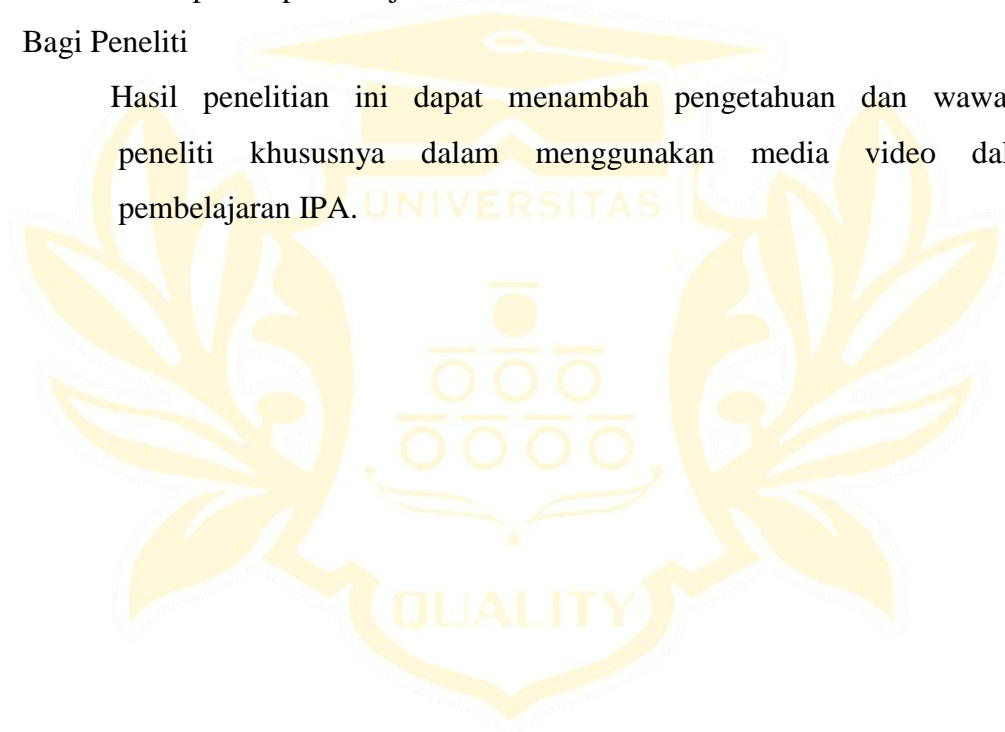 Bagi Peneliti
Hasil penelitian ini dapat menambah pengetahuan dan wawa
peneliti khususnya dalam menggunakan media video dal
pembelajaran IPA.
UNIVERSITAS
QUALITY